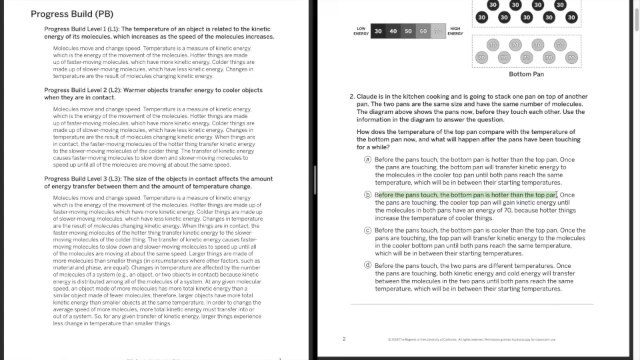 Progress Build (PB)
Progress Build Level 1 (L1): The temperature of an object is related to the kinetic
energy of its molecules, which increases as the speed of the molecules increases.
Molecules move and change speed. Temperature is a measure of kinetic energy
which is the energy of the movement of the molecules. Hotter things are made
up of faster-moving molecules, which have more kinetic energy. Colder things are
made up of slower-moving molecules, which have less kinetic energy. Changes in
temperature are the result of molecules changing kinetic energy.
Progress Build Level 2 (L2): Warmer objects transfer energy to cooler objects
when they are in contact.
Molecules move and change speed. Temperature is a measure of kinetic energy,
which is the energy of the movement of the molecules. Hotter things are made
up of faster-moving molecules, which have more kinetic energy. Colder things are
made up of slower-moving molecules, which have less kinetic energy. Changes in
temperature are the result of molecules changing kinetic energy. When things are in
contact, the faster-moving molecules of the hotter thing transfer kinetic energy
to the slower-moving molecules of the colder thing. The transfer of kinetic energy
causes faster-moving molecules to slow down and slower-moving molecules to
speed up until all of the molecules are moving at about the same speed.
Progress Build Level 3 (L3): The size of the objects in contact affects the amount
of energy transfer between them and the amount of temperature change.
Molecules move and change speed. Temperature is a measure of kinetic energy
which is the energy of the movement of the molecules. Hotter things are made up of
faster-moving molecules, which have more kinetic energy. Colder things are made up of
slower-moving molecules, which have less kinetic energy. Changes in temperature
are the result of molecules changing kinetic energy. When things are in contact, the
faster-moving molecules of the hotter thing transfer kinetic energy to the
slower-moving molecules of the colder thing. The transfer of kinetic energy causes faster-
moving molecules to slow down and slower-moving molecules to speed up until all
of the molecules are moving at about the same speed. Larger things are made of
more molecules than smaller things (in circumstances where other factors, such as
material and phase, are equal). Changes in temperature are affected by the number
of molecules of a system (e.g., an object, or two objects in contact) because kinetic
energy is distributed among all of the molecules of a system. At any given molecular
speed, an object made of more molecules has more total kinetic energy than a
similar object made of fewer molecules; therefore, larger objects have more total
kinetic energy than smaller objects at the same temperature. In order to change the
average speed of more molecules, more total kinetic energy must transfer into or
out of a system. So, for any given transfer of kinetic energy, larger things experience
less change in temperature than smaller things.
LOW
ENERGY
30 40 50 60
HIGH
ENERGY
30 30 30 30
30 30 30 30 30
Bottom Pan
2. Claude is in the kitchen cooking and is going to stack one pan on top of another
pan. The two pans are the same size and have the same number of molecules.
The diagram above shows the pans now, before they touch each other. Use the
information in the diagram to answer the question.
How does the temperature of the top pan compare with the temperature of
the bottom pan now, and what will happen after the pans have been touching
for a while?
a Before the pans touch, the bottom pan is hotter than the top pan. Once
the pans are touching, the bottom pan will transfer kinetic energy to
the molecules in the cooler top pan until both pans reach the same
temperature, which will be in between their starting temperatures.
b Before the pans touch, the bottom pan is hotter than the top pan. Once
the pans are touching, the cooler top pan will gain kinetic energy until
the molecules in both pans have an energy of 70, because hotter things
increase the temperature of cooler things.
c Before the pans touch, the bottom pan is cooler than the top pan. Once the
pans are touching, the top pan will transfer kinetic energy to the molecules
in the cooler bottom pan until both pans reach the same temperature,
which will be in between their starting temperatures.
d Before the pans touch, the two pans are different temperatures. Once
the pans are touching, both kinetic energy and cold energy will transfer
between the molecules in the two pans until both pans reach the same
temperature, which will be in between their starting temperatures.
2